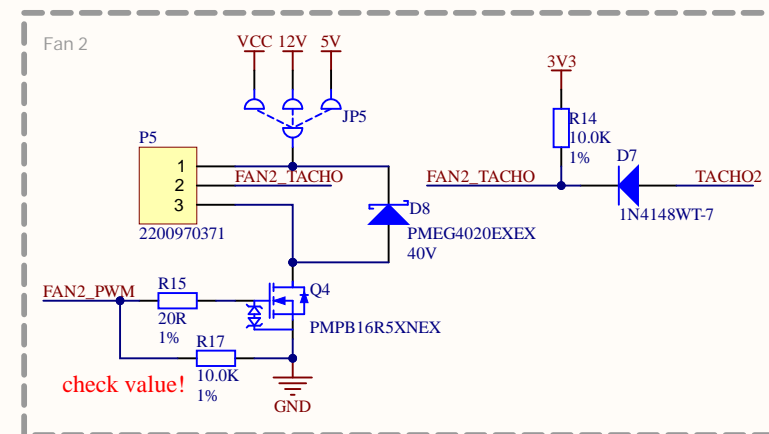 Fan 2
VCC 12V 5V
JP5
3V3
P5
R14
10.0K
1%
D7
1
2
3
FAN2_TACHO
FAN2_TACHO
TACHO2
1N4148WT-7
2200970371
D8
PMEG4020EXEX
40V
FAN2_PWM
R15
20R
1%
Q4
PMPB16R5XNEX
R17
10.0K
1%
check value!
GND